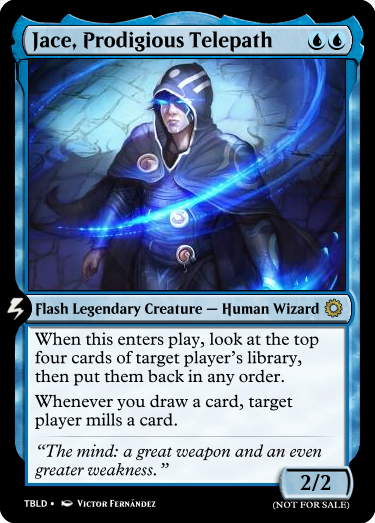 Jace, Prodigious Telepath
Flash Legendary Creature — Human Wizard
When this enters play, look at the top
four cards of target player's library,
then put them back in any order.
Whenever you draw a card, target
player mills a card.
“The mind: a great weapon and an even
greater weakness.”
2/2
TBLD • Victor Fernández
(NOT FOR SALE)